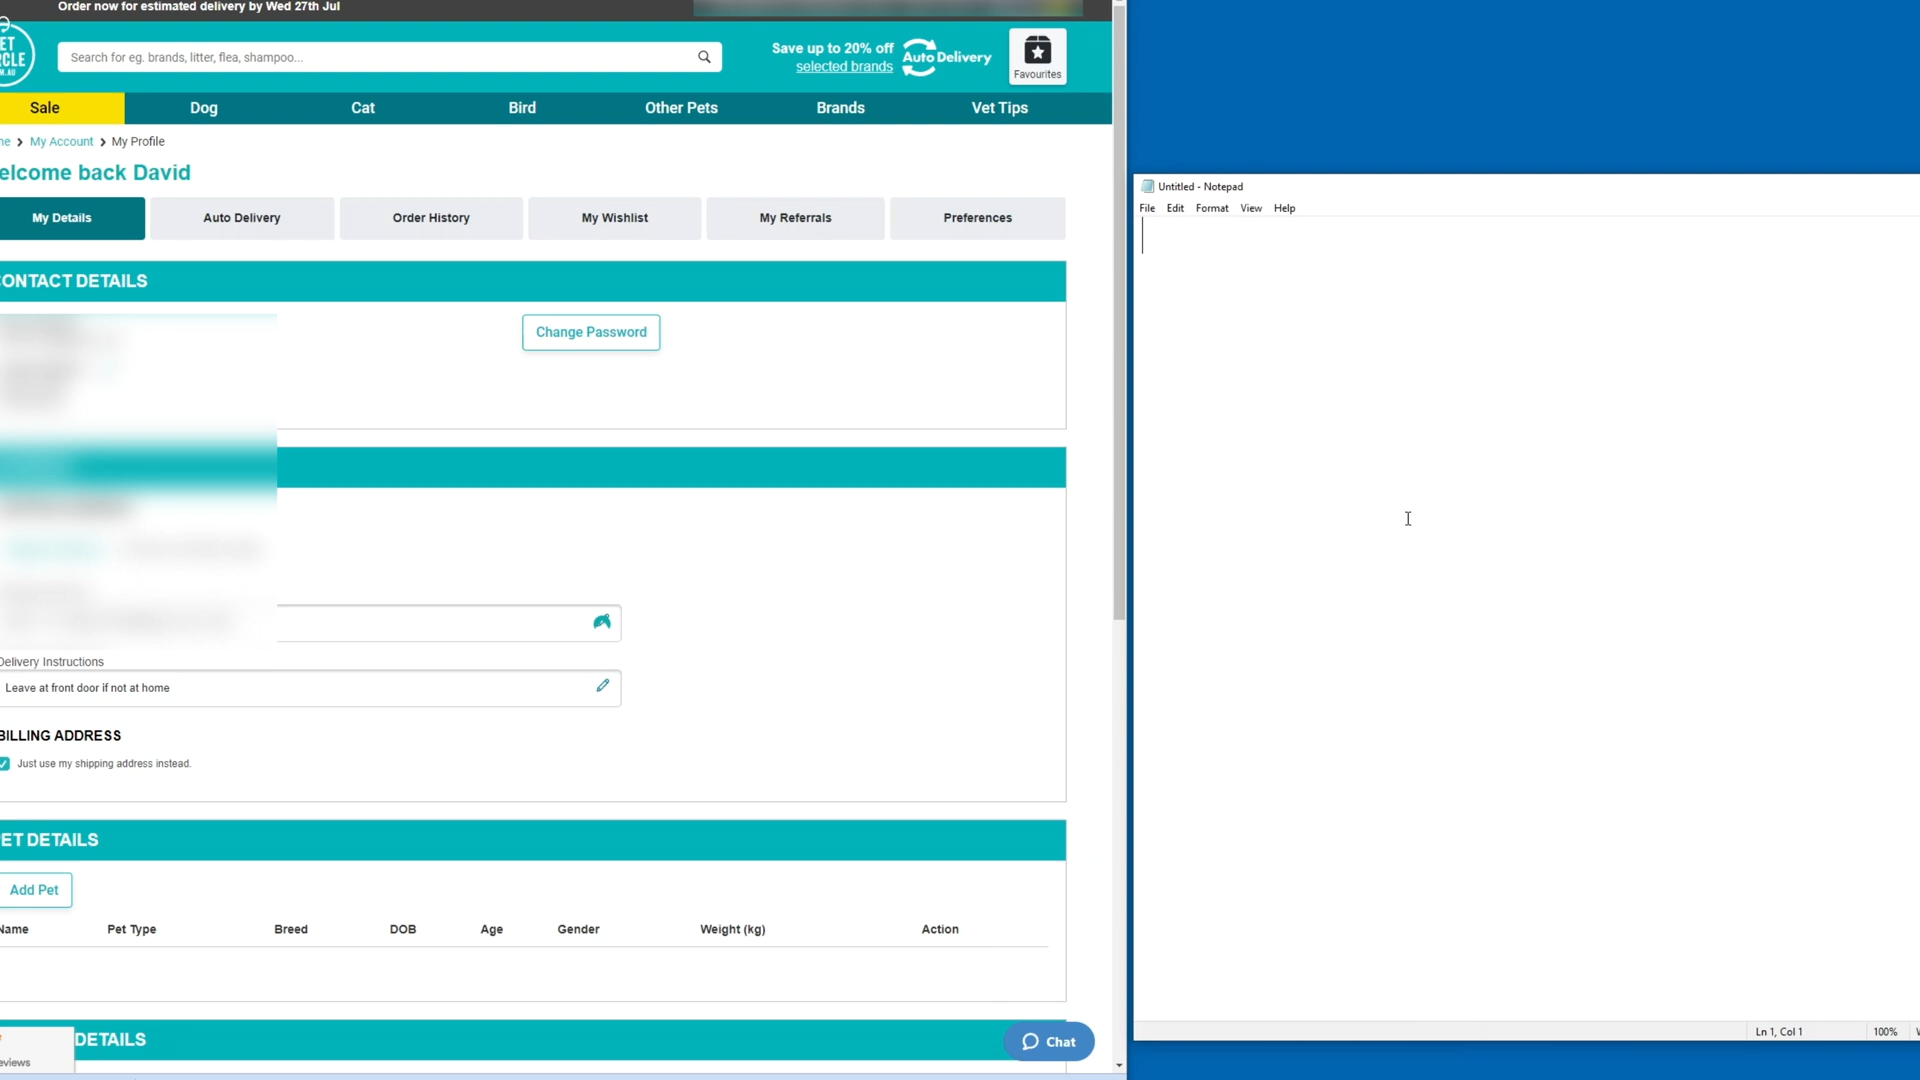 Order now for estimated delivery by Wed 27th Jul
Search for eg. brands, litter, flea, shampoo...
Save up to 20% off
selected brands
AutoDelivery
Favourites
Sale Dog Cat Bird Other Pets Brands Vet Tips
My Account > My Profile
elcome back David
My Details Auto Delivery Order History My Wishlist My Referrals Preferences
ONTACT DETAILS
Change Password
Delivery Instructions
Leave at front door if not at home
BILLING ADDRESS
Just use my shipping address instead.
ET DETAILS
Add Pet
Name Pet Type Breed DOB Age Gender Weight (kg) Action
DETAILS
eviews
Chat
Untitled - Notepad
File Edit Format View Help
Ln 1, Col 1 100%